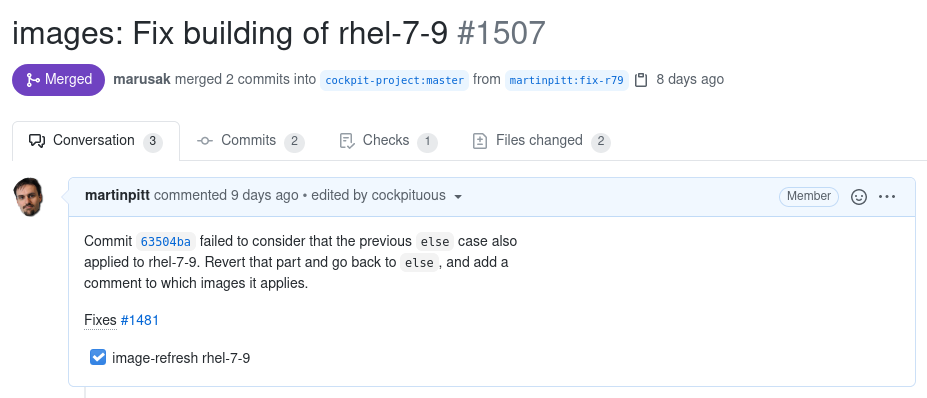 images: Fix building of rhel-7-9 #1507
Merged marusak merged 2 commits into cockpit-project:master from martinpitt:fix-r79 8 days ago
Conversation 3 Commits 2 Checks 1 Files changed 2
martinpitt commented 9 days ago • edited by cockpituous Member
Commit 63504ba failed to consider that the previous else case also
applied to rhel-7-9. Revert that part and go back to else, and add a
comment to which images it applies.
Fixes #1481
image-refresh rhel-7-9